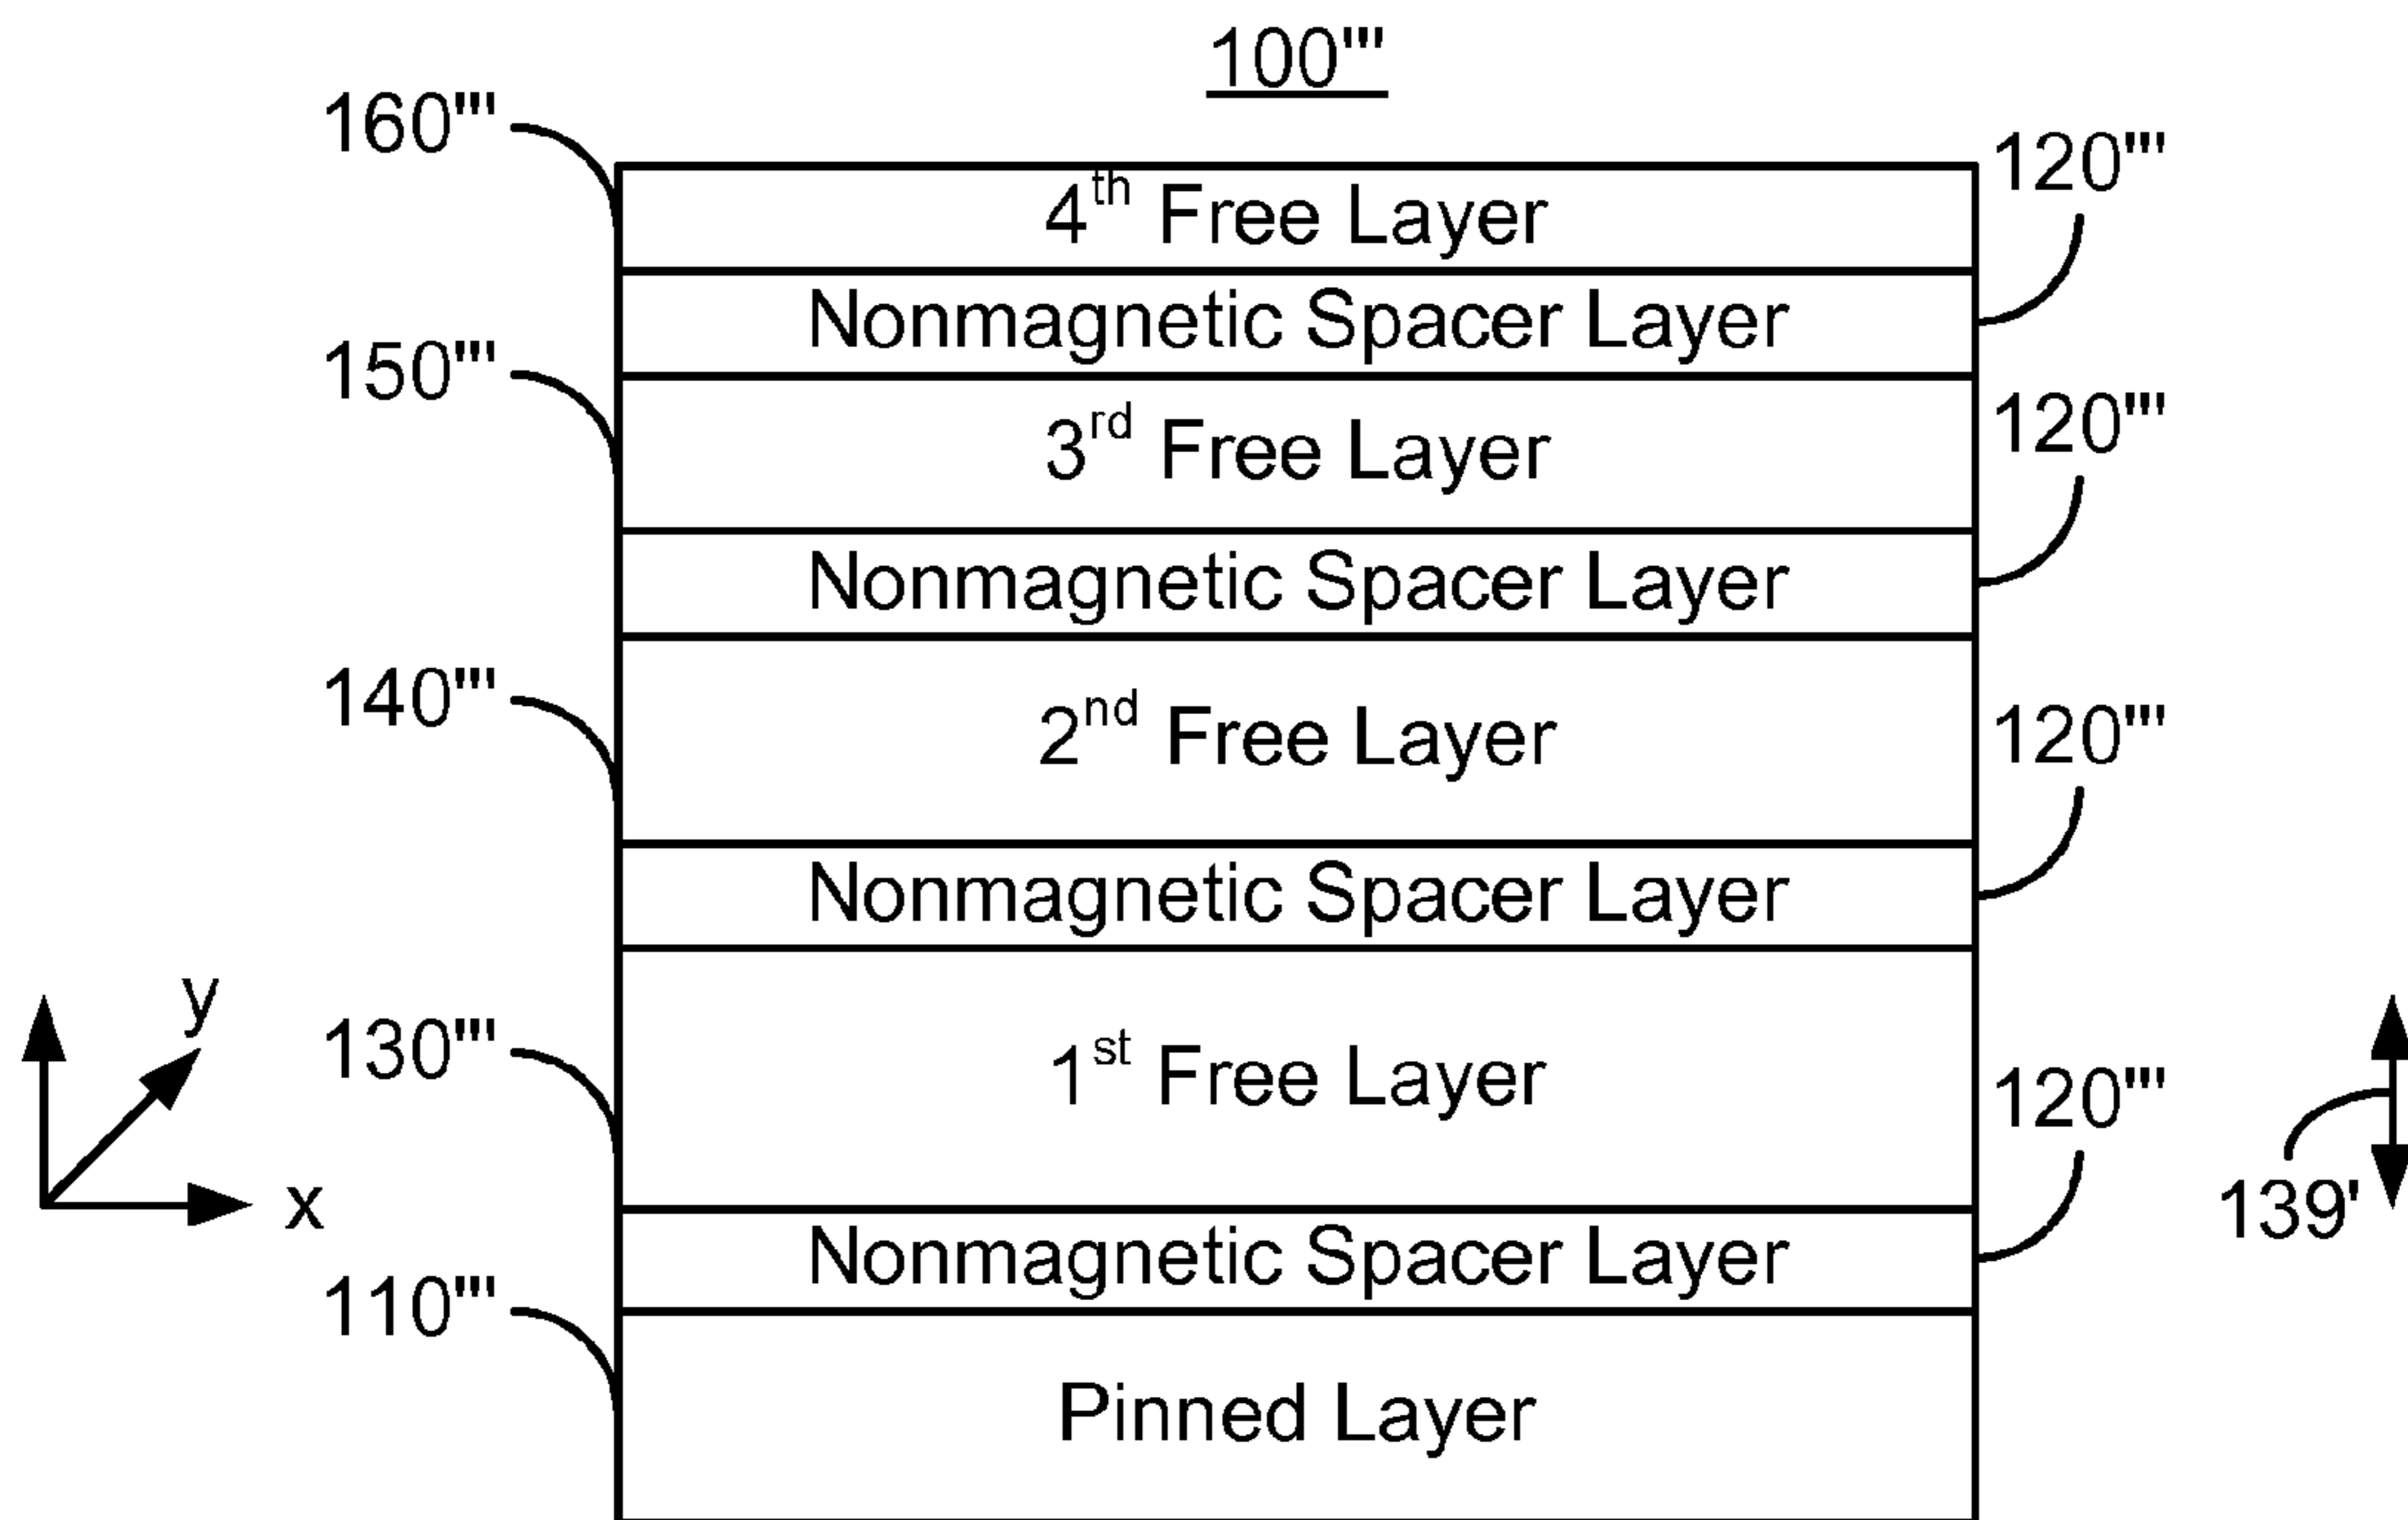 100'''
160'''
4th Free Layer
120'''
Nonmagnetic Spacer Layer
150'''
3rd Free Layer
120'''
Nonmagnetic Spacer Layer
140'''
2nd Free Layer
120'''
Nonmagnetic Spacer Layer
y
130'''
1st Free Layer
120'''
x
139'
Nonmagnetic Spacer Layer
110'''
Pinned Layer